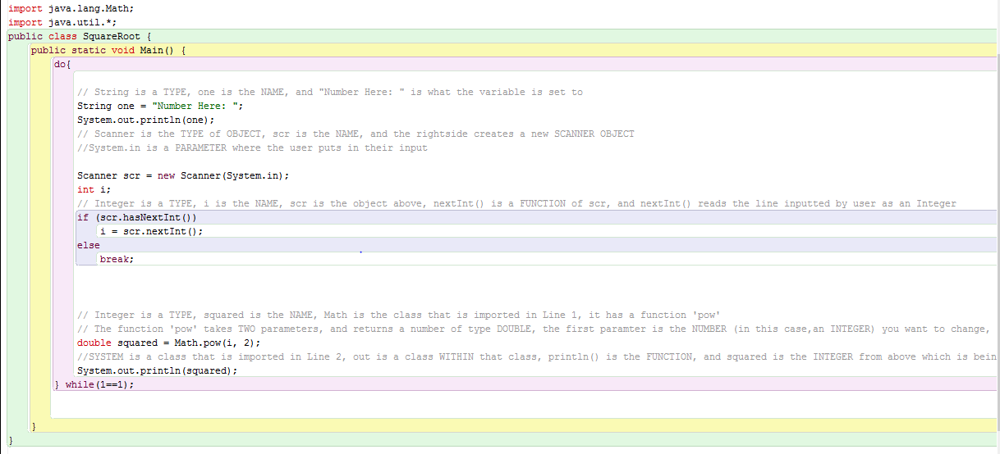 import java.lang.Math;
import java.util.*;
public class SquareRoot {
public static void Main() {
do{
// String is a TYPE, one is the NAME, and "Number Here: " is what the variable is set to
String one = "Number Here: ";
System.out.println(one);
// Scanner is the TYPE of OBJECT, scr is the NAME, and the rightside creates a new SCANNER OBJECT
//System.in is a PARAMETER where the user puts in their input
Scanner scr = new Scanner(System.in);
int i;
// Integer is a TYPE, i is the NAME, scr is the object above, nextInt() is a FUNCTION of scr, and nextInt() reads the line inputted by user as an Integer
if (scr.hasNextInt())
i = scr.nextInt();
else
break;
// Integer is a TYPE, squared is the NAME, Math is the class that is imported in Line 1, it has a function 'pow'
// The function 'pow' takes TWO parameters, and returns a number of type DOUBLE, the first paramter is the NUMBER (in this case,an INTEGER) you want to change,
double squared = Math.pow(i, 2);
//SYSTEM is a class that is imported in Line 2, out is a class WITHIN that class, println() is the FUNCTION, and squared is the INTEGER from above which is bein
System.out.println(squared);
} while(1==1);
}
}